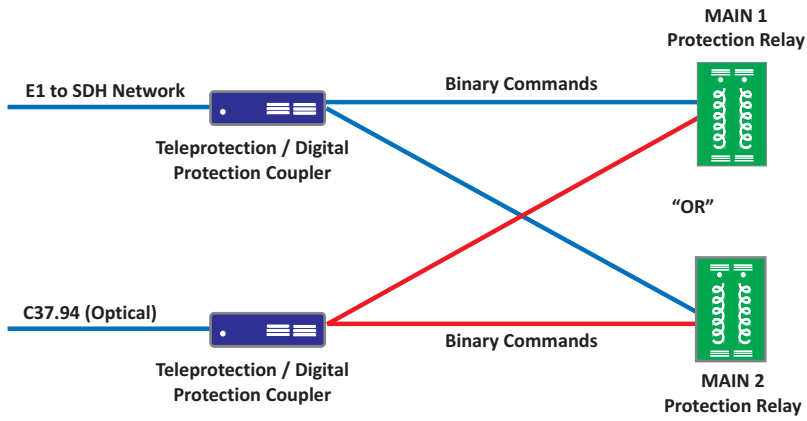 MAIN 1
Protection Relay
E1 to SDH Network
Binary Commands
Teleprotection / Digital
Protection Coupler
“OR”
C37.94 (Optical)
Binary Commands
Teleprotection / Digital
Protection Coupler
MAIN 2
Protection Relay